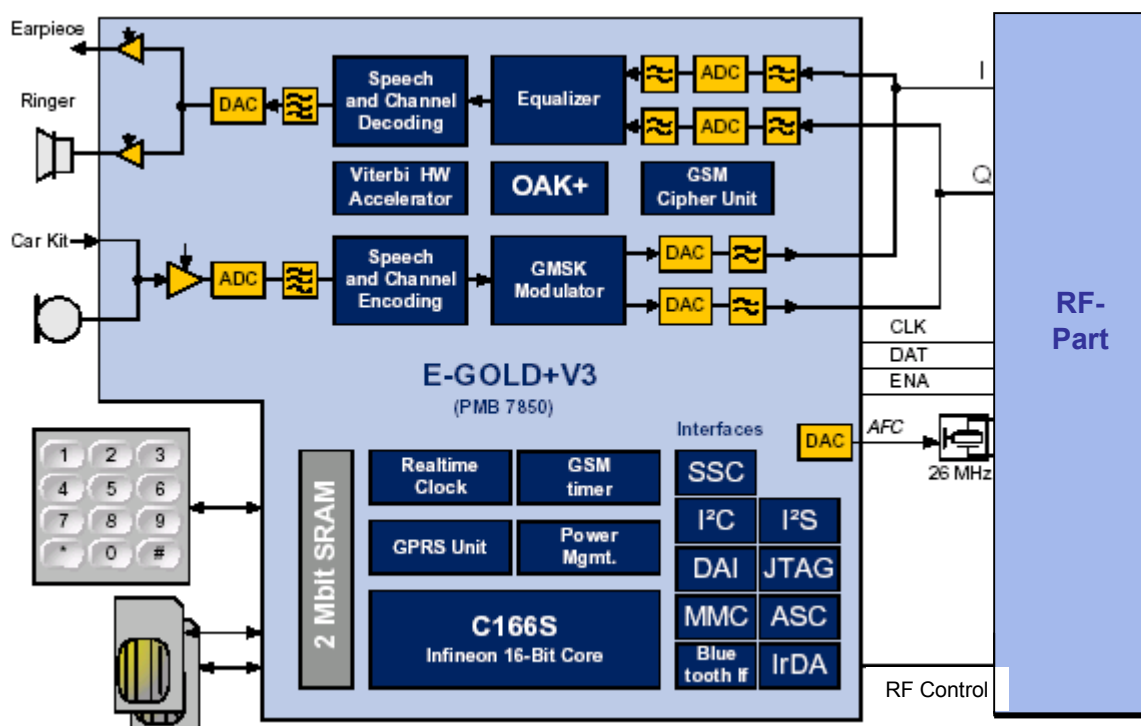 Earpiece
Ringer
DAC
Speech
and Channel
Decoding
Equalizer
ADC
ADC
I
Viterbi HW
Accelerator
OAK+
GSM
Cipher Unit
Q
Car Kit
ADC
Speech
and Channel
Encoding
GMSK
Modulator
DAC
DAC
RF-
Part
CLK
DAT
ENA
E-GOLD+V3
(PMB 7850)
Interfaces
DAC
AFC
26 MHz
1 2 3
4 5 6
7 8 9
* 0 #
2 Mbit SRAM
Realtime
Clock
GSM
timer
GPRS Unit
Power
Mgmt.
C166S
Infineon 16-Bit Core
SSC
I²C I²S
DAI JTAG
MMC ASC
Blue
tooth If
IrDA
RF Control